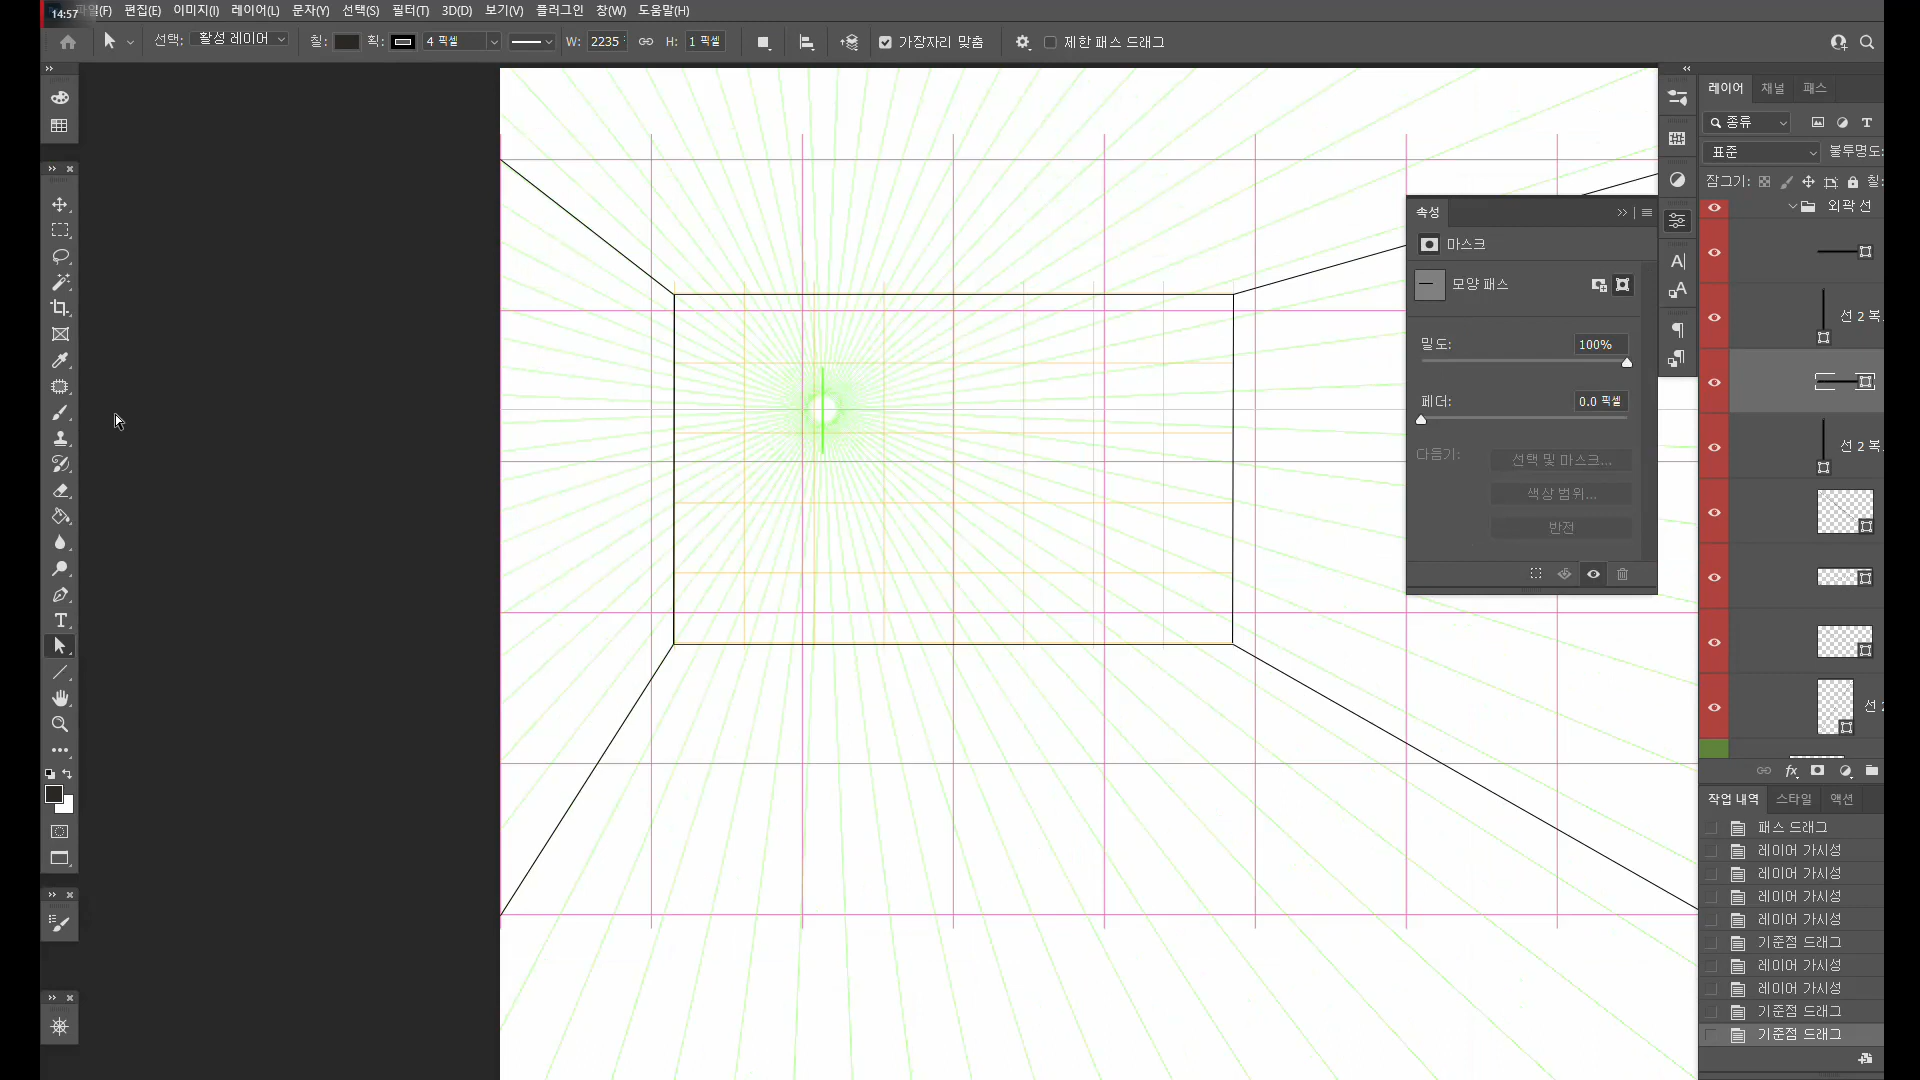 14:57
파일(F) 편집(E) 이미지(I) 레이어(L) 문자(Y) 선택(S) 필터(T) 3D(D) 보기(V) 플러그인 창(W) 도움말(H)
선택: 활성 레이어 칠: 획: 4 픽셀 W: 2235 H: 1 픽셀 가장자리 맞춤 제한 패스 드래그
레이어 채널 패스
종류
표준 불투명도:
잠그기: 칠:
외곽 선
선 2 복
선 2 복
선 2
속성
마스크
모양 패스
밀도: 100%
페더: 0.0 픽셀
다듬기: 선택 및 마스크...
색상 범위...
반전
fx
작업 내역 스타일 액션
패스 드래그
레이어 가시성
레이어 가시성
레이어 가시성
레이어 가시성
기준점 드래그
레이어 가시성
레이어 가시성
기준점 드래그
기준점 드래그